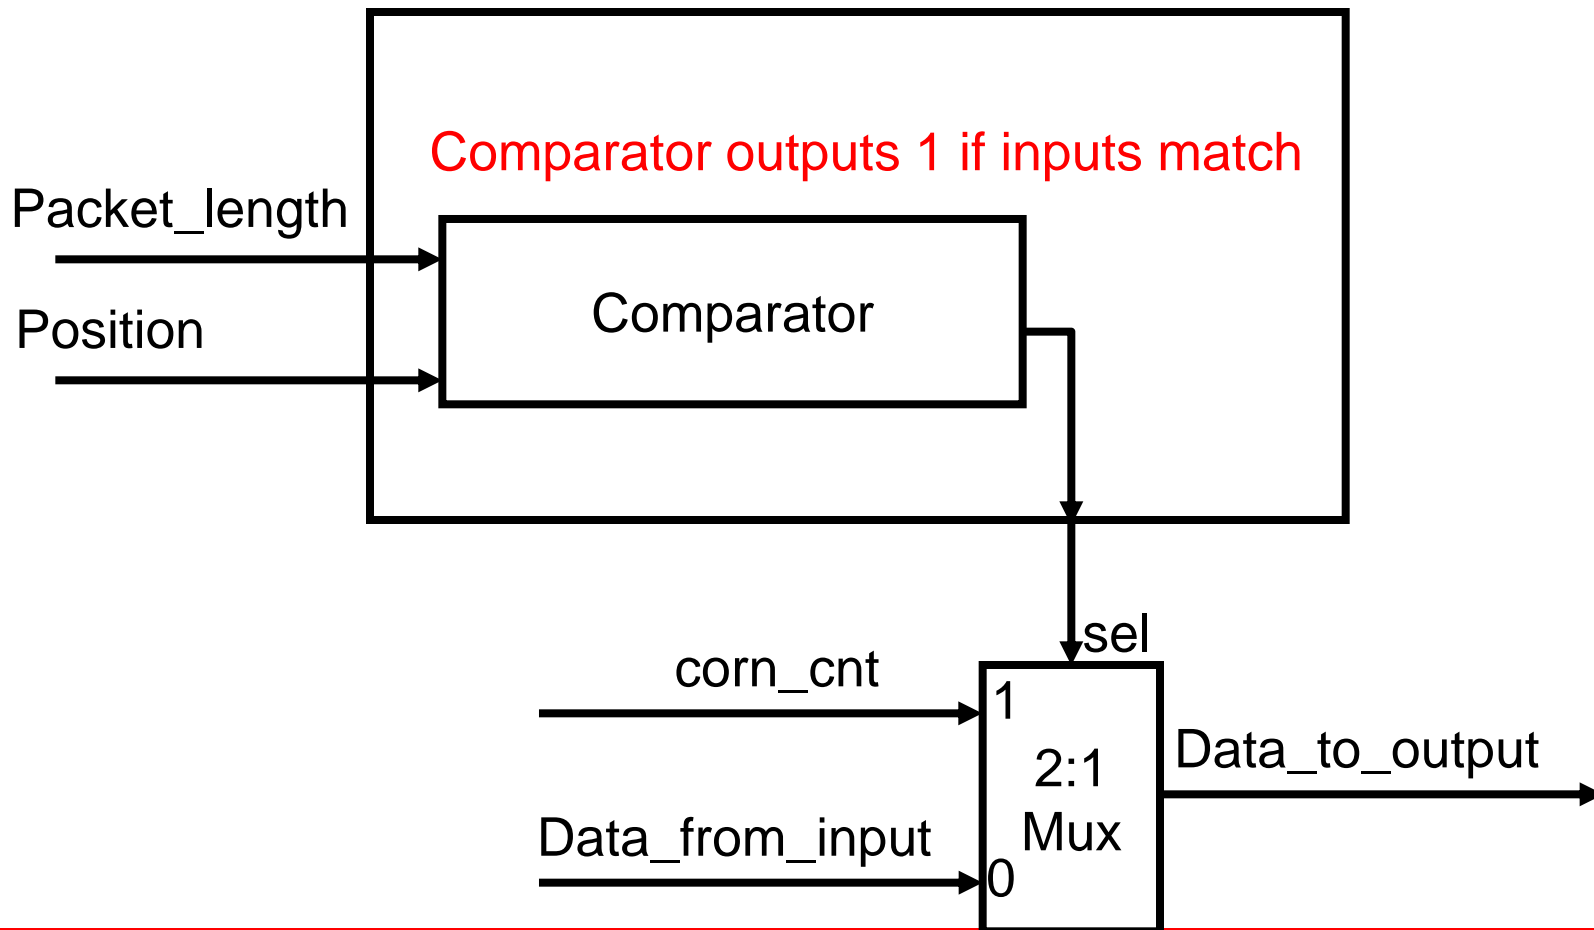 Comparator outputs 1 if inputs match
Packet_length
Comparator
Position
sel
corn_cnt
1
2:1
Mux
Data_to_output
Data_from_input
0